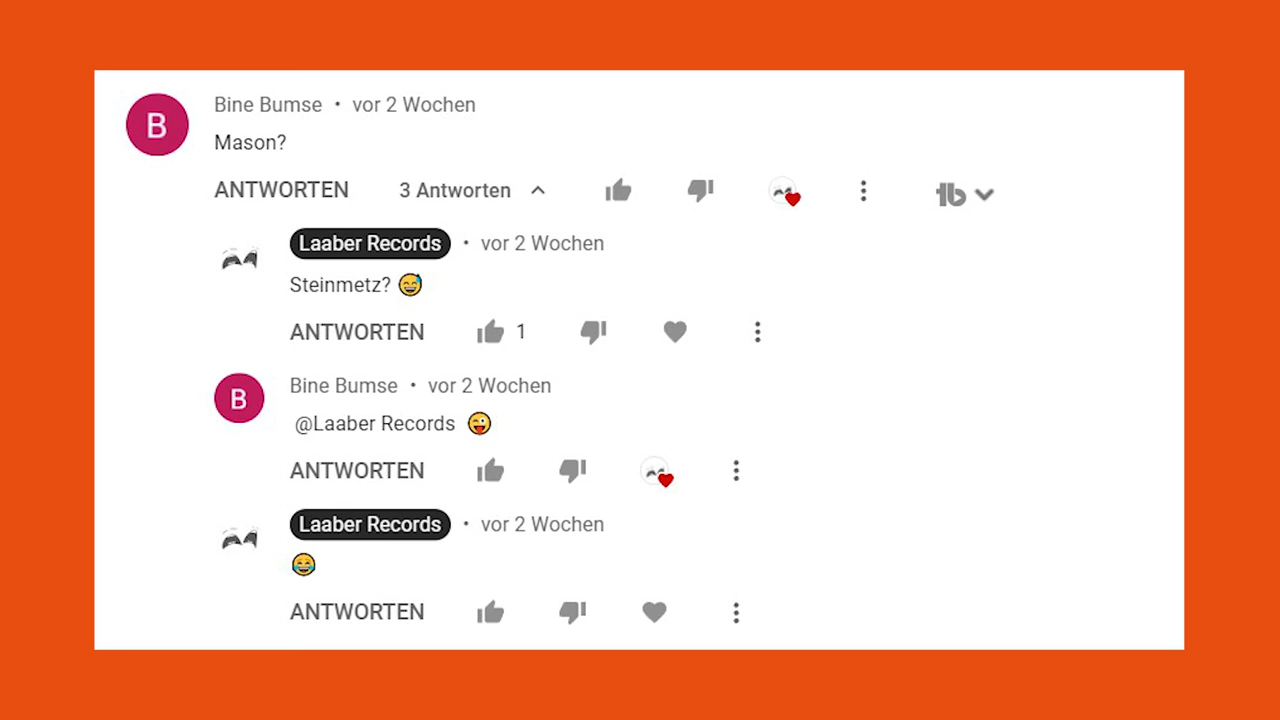 B
Bine Bumse • vor 2 Wochen
Mason?
ANTWORTEN 3 Antworten
Laaber Records • vor 2 Wochen
Steinmetz? 😅
ANTWORTEN 1
B
Bine Bumse • vor 2 Wochen
@Laaber Records 😜
ANTWORTEN
Laaber Records • vor 2 Wochen
😂
ANTWORTEN